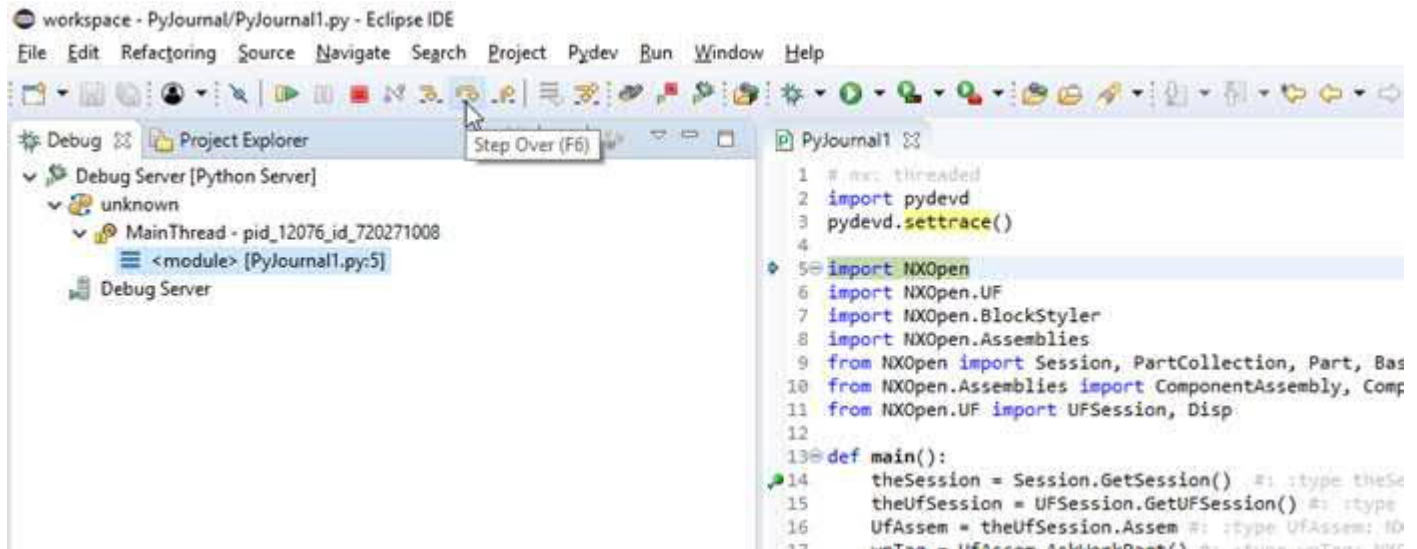 workspace - PyJournal/PyJournal1.py - Eclipse IDE
File Edit Refactoring Source Navigate Search Project Pydev Run Window Help
Debug Project Explorer
Step Over (F6)
Debug Server [Python Server]
unknown
MainThread - pid_12076_id_720271008
<module> [PyJournal1.py:5]
Debug Server
PyJournal1
1 # nx: threaded
2 import pydevd
3 pydevd.settrace()
4
5 import NXOpen
6 import NXOpen.UF
7 import NXOpen.BlockStyler
8 import NXOpen.Assemblies
9 from NXOpen import Session, PartCollection, Part, Bas
10 from NXOpen.Assemblies import ComponentAssembly, Comp
11 from NXOpen.UF import UFSession, Disp
12
13 def main():
14 theSession = Session.GetSession() #: :type theSe
15 theUfSession = UFSession.GetUFSession() #: :type
16 UfAssem = theUfSession.Assem #: :type UfAssem: NX